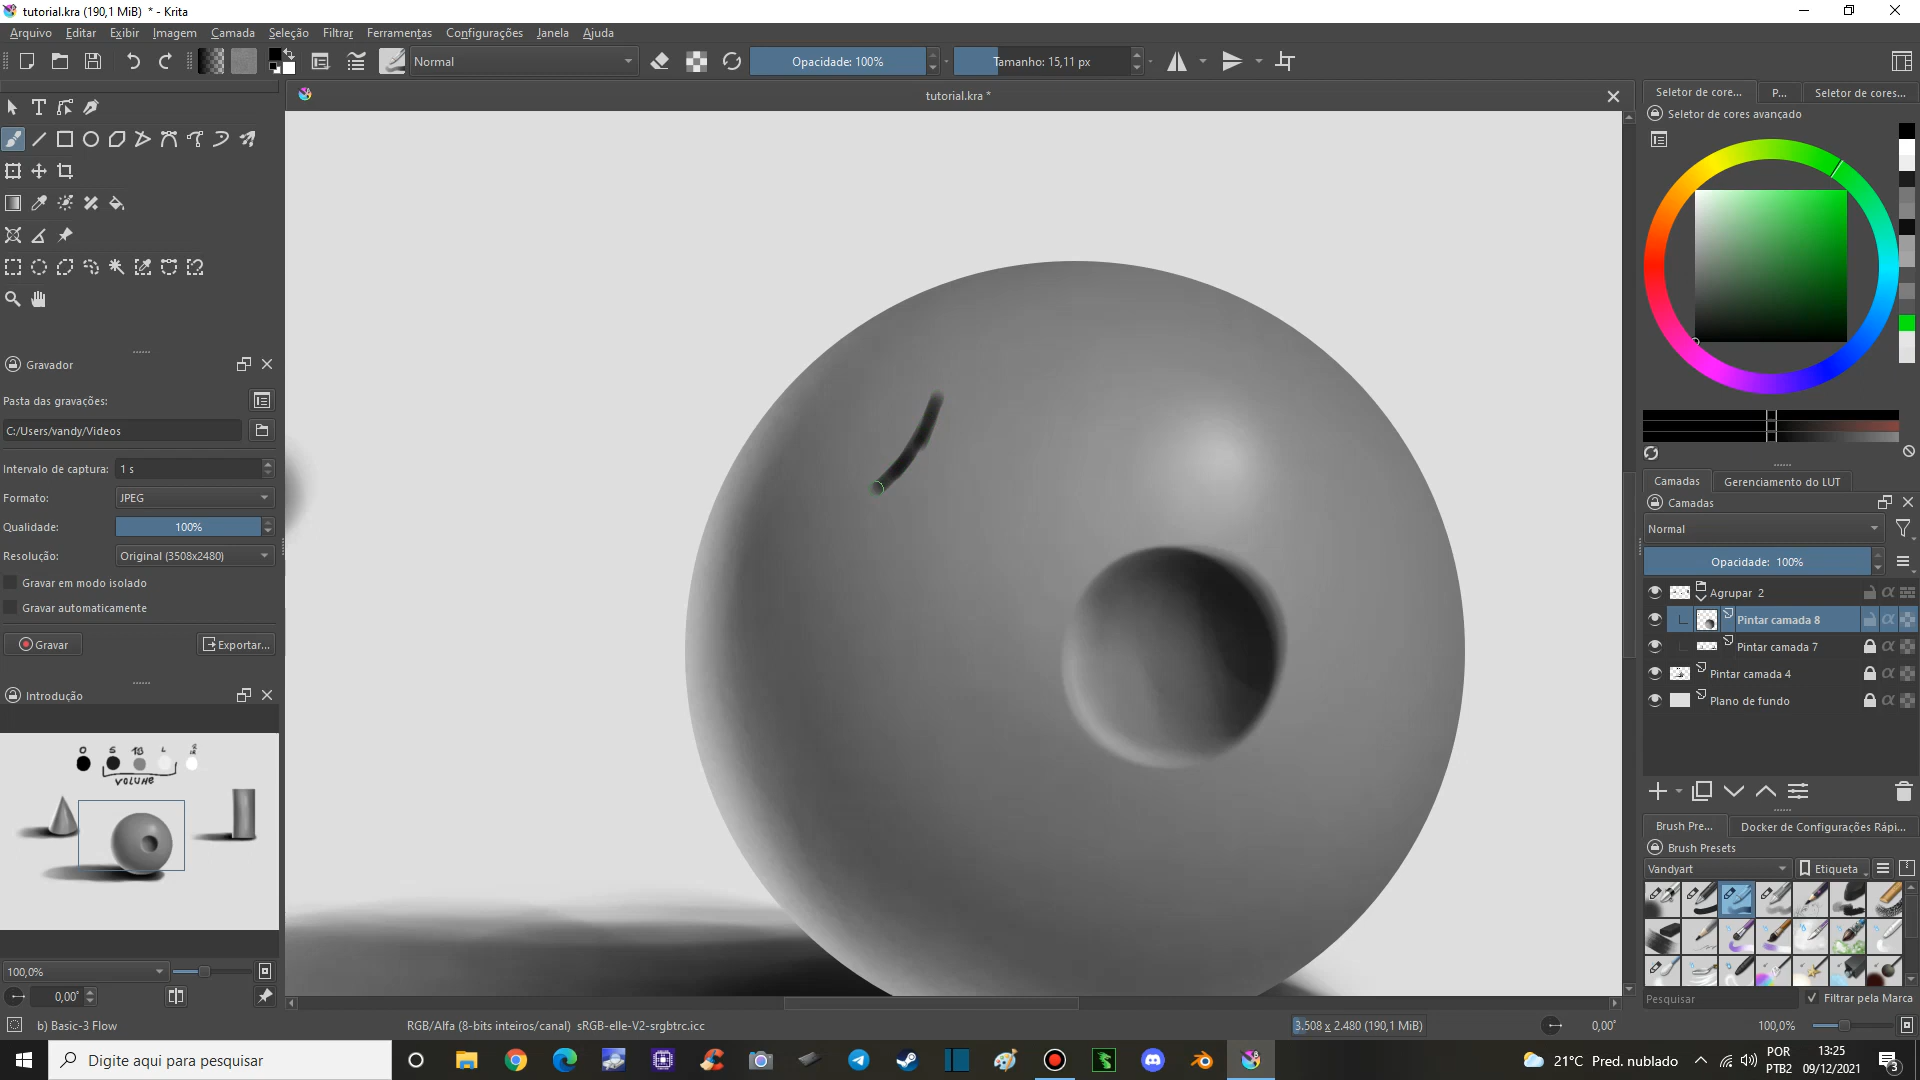 tutorial.kra (190,1 MiB) * - Krita
Arquivo Editar Exibir Imagem Camada Seleção Filtrar Ferramentas Configurações Janela Ajuda
Normal Opacidade: 100% Tamanho: 15,11 px
tutorial.kra *
Seletor de core... P... Seletor de cores...
Seletor de cores avançado
Gravador
Pasta das gravações:
C:/Users/vandy/Videos
Intervalo de captura: 1 s
Formato: JPEG
Qualidade: 100%
Resolução: Original (3508x2480)
Gravar em modo isolado
Gravar automaticamente
Gravar Exportar...
Introdução
VOLUME
100,0%
0,00°
Camadas Gerenciamento do LUT
Camadas
Normal
Opacidade: 100%
Agrupar 2
Pintar camada 8
Pintar camada 7
Pintar camada 4
Plano de fundo
Brush Pre... Docker de Configurações Rápi...
Brush Presets
Vandyart Etiqueta
Pesquisar Filtrar pela Marca
b) Basic-3 Flow RGB/Alfa (8-bits inteiros/canal) sRGB-elle-V2-srgbtrc.icc 3.508 x 2.480 (190,1 MiB) 0,00° 100,0%
Digite aqui para pesquisar
21°C Pred. nublado
POR
PTB2
13:25
09/12/2021
3